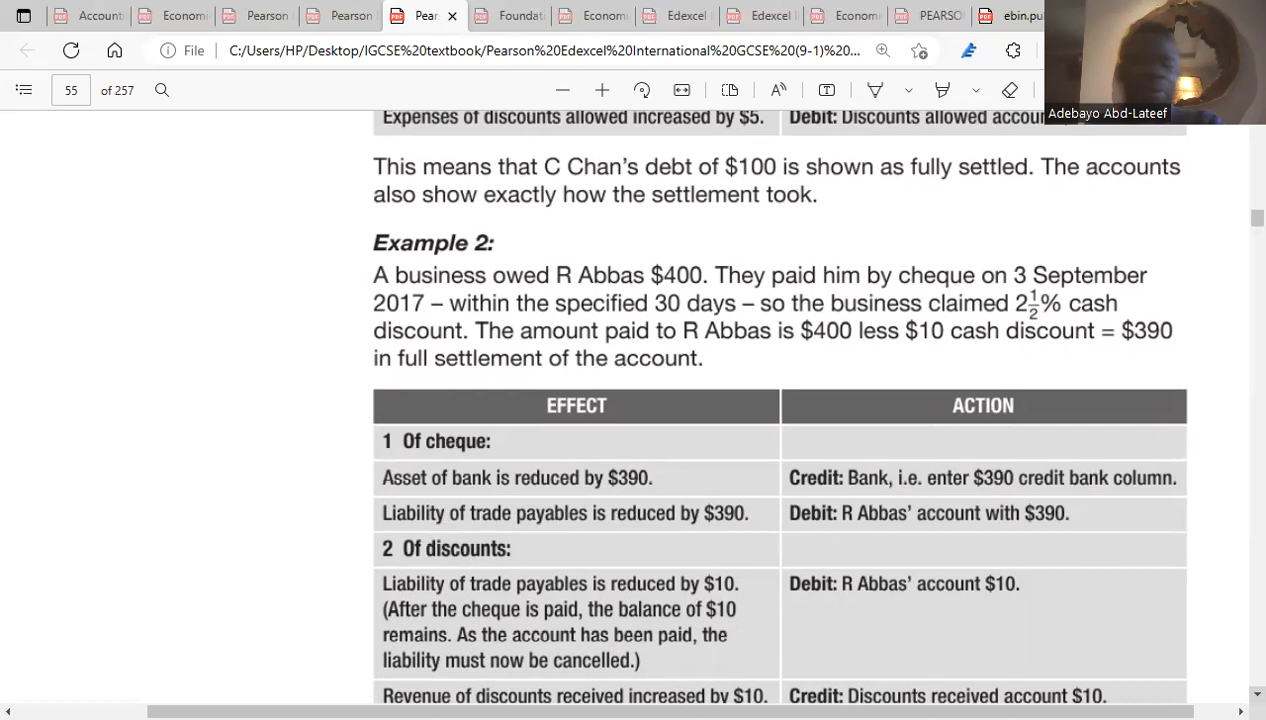 Account
Economi
Pearson
Pearson
Pear
Foundat
Econom
Edexcel
Edexcel
Econom
PEARSO
ebin.pu
File
C:/Users/HP/Desktop/IGCSE%20textbook/Pearson%20Edexcel%20International%20GCSE%20(9-1)%20...
55 of 257
Adebayo Abd-Lateef
Expenses of discounts allowed increased by $5. Debit: Discounts allowed accou
This means that C Chan's debt of $100 is shown as fully settled. The accounts
also show exactly how the settlement took.
Example 2:
A business owed R Abbas $400. They paid him by cheque on 3 September
2017 – within the specified 30 days – so the business claimed 2½% cash
discount. The amount paid to R Abbas is $400 less $10 cash discount = $390
in full settlement of the account.
EFFECT ACTION
1 Of cheque:
Asset of bank is reduced by $390. Credit: Bank, i.e. enter $390 credit bank column.
Liability of trade payables is reduced by $390. Debit: R Abbas' account with $390.
2 Of discounts:
Liability of trade payables is reduced by $10. Debit: R Abbas' account $10.
(After the cheque is paid, the balance of $10
remains. As the account has been paid, the
liability must now be cancelled.)
Revenue of discounts received increased by $10. Credit: Discounts received account $10.